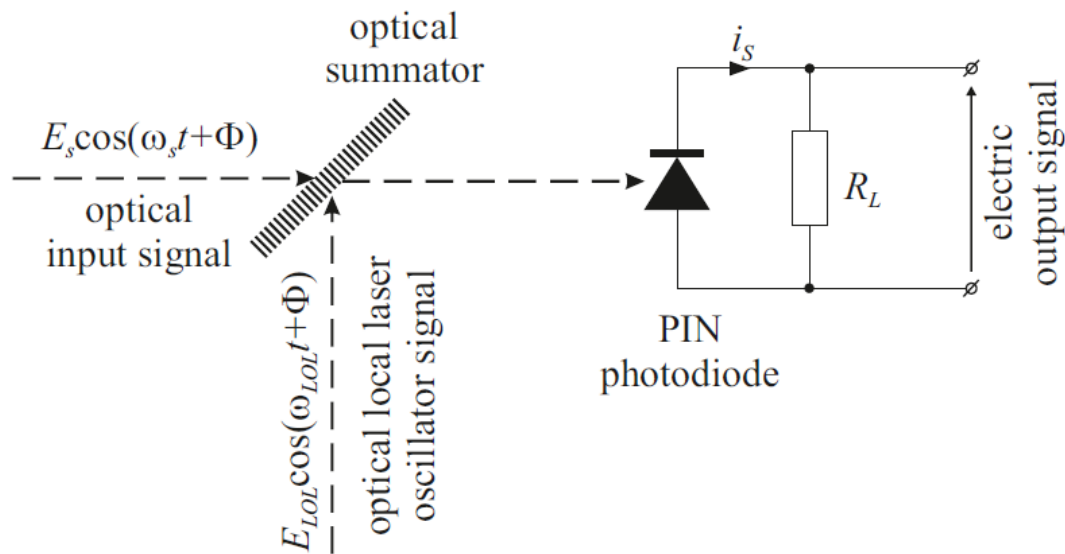 optical
summator
E_s cos(ω_s t+Φ)
optical
input signal
E_LOL cos(ω_LOL t+Φ)
optical local laser
oscillator signal
i_S
R_L
PIN
photodiode
electric
output signal